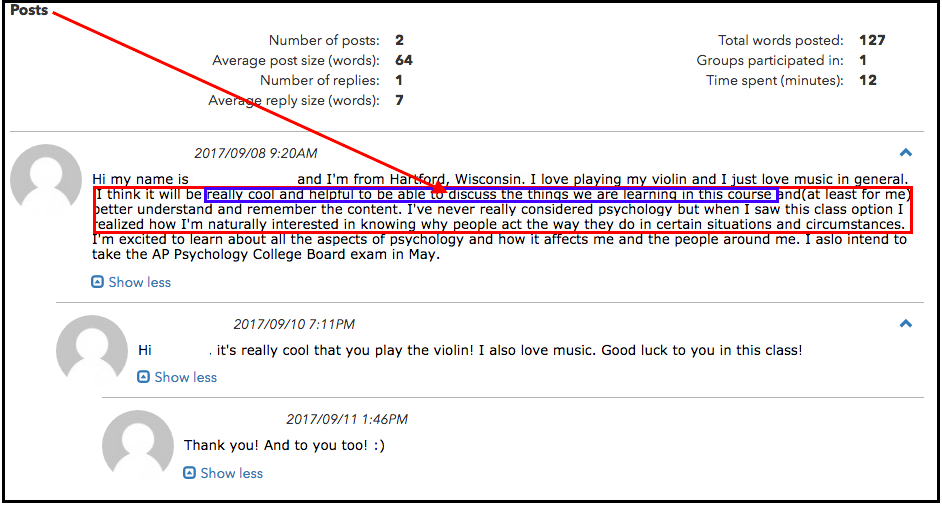 Posts
Number of posts: 2
Average post size (words): 64
Number of replies: 1
Average reply size (words): 7
Total words posted: 127
Groups participated in: 1
Time spent (minutes): 12
2017/09/08 9:20AM
Hi my name is and I'm from Hartford, Wisconsin. I love playing my violin and I just love music in general.
I think it will be really cool and helpful to be able to discuss the things we are learning in this course and(at least for me)
better understand and remember the content. I've never really considered psychology but when I saw this class option I
realized how I'm naturally interested in knowing why people act the way they do in certain situations and circumstances.
I'm excited to learn about all the aspects of psychology and how it affects me and the people around me. I aslo intend to
take the AP Psychology College Board exam in May.
Show less
2017/09/10 7:11PM
Hi . it's really cool that you play the violin! I also love music. Good luck to you in this class!
Show less
2017/09/11 1:46PM
Thank you! And to you too! :)
Show less